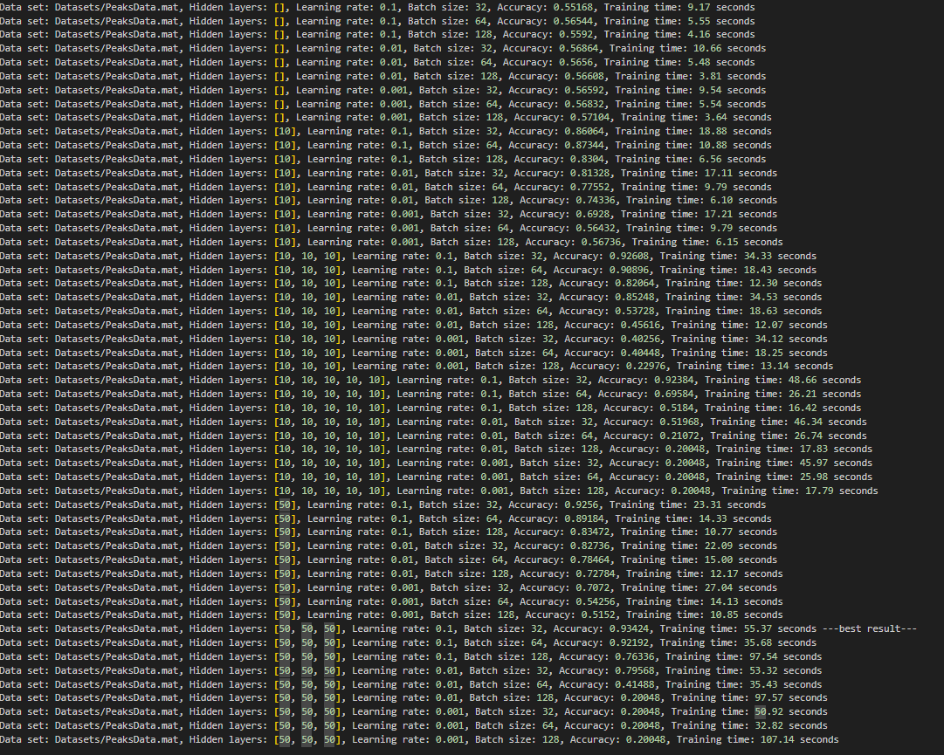 Data set: Datasets/PeaksData.mat, Hidden layers: [], Learning rate: 0.1, Batch size: 32, Accuracy: 0.55168, Training time: 9.17 seconds
Data set: Datasets/PeaksData.mat, Hidden layers: [], Learning rate: 0.1, Batch size: 64, Accuracy: 0.56544, Training time: 5.55 seconds
Data set: Datasets/PeaksData.mat, Hidden layers: [], Learning rate: 0.1, Batch size: 128, Accuracy: 0.5592, Training time: 4.16 seconds
Data set: Datasets/PeaksData.mat, Hidden layers: [], Learning rate: 0.01, Batch size: 32, Accuracy: 0.56864, Training time: 10.66 seconds
Data set: Datasets/PeaksData.mat, Hidden layers: [], Learning rate: 0.01, Batch size: 64, Accuracy: 0.5656, Training time: 5.48 seconds
Data set: Datasets/PeaksData.mat, Hidden layers: [], Learning rate: 0.01, Batch size: 128, Accuracy: 0.56608, Training time: 3.81 seconds
Data set: Datasets/PeaksData.mat, Hidden layers: [], Learning rate: 0.001, Batch size: 32, Accuracy: 0.56592, Training time: 9.54 seconds
Data set: Datasets/PeaksData.mat, Hidden layers: [], Learning rate: 0.001, Batch size: 64, Accuracy: 0.56832, Training time: 5.54 seconds
Data set: Datasets/PeaksData.mat, Hidden layers: [], Learning rate: 0.001, Batch size: 128, Accuracy: 0.57104, Training time: 3.64 seconds
Data set: Datasets/PeaksData.mat, Hidden layers: [10], Learning rate: 0.1, Batch size: 32, Accuracy: 0.86064, Training time: 18.88 seconds
Data set: Datasets/PeaksData.mat, Hidden layers: [10], Learning rate: 0.1, Batch size: 64, Accuracy: 0.87344, Training time: 10.88 seconds
Data set: Datasets/PeaksData.mat, Hidden layers: [10], Learning rate: 0.1, Batch size: 128, Accuracy: 0.8304, Training time: 6.56 seconds
Data set: Datasets/PeaksData.mat, Hidden layers: [10], Learning rate: 0.01, Batch size: 32, Accuracy: 0.81328, Training time: 17.11 seconds
Data set: Datasets/PeaksData.mat, Hidden layers: [10], Learning rate: 0.01, Batch size: 64, Accuracy: 0.77552, Training time: 9.79 seconds
Data set: Datasets/PeaksData.mat, Hidden layers: [10], Learning rate: 0.01, Batch size: 128, Accuracy: 0.74336, Training time: 6.10 seconds
Data set: Datasets/PeaksData.mat, Hidden layers: [10], Learning rate: 0.001, Batch size: 32, Accuracy: 0.6928, Training time: 17.21 seconds
Data set: Datasets/PeaksData.mat, Hidden layers: [10], Learning rate: 0.001, Batch size: 64, Accuracy: 0.56432, Training time: 9.79 seconds
Data set: Datasets/PeaksData.mat, Hidden layers: [10], Learning rate: 0.001, Batch size: 128, Accuracy: 0.56736, Training time: 6.15 seconds
Data set: Datasets/PeaksData.mat, Hidden layers: [10, 10, 10], Learning rate: 0.1, Batch size: 32, Accuracy: 0.92608, Training time: 34.33 seconds
Data set: Datasets/PeaksData.mat, Hidden layers: [10, 10, 10], Learning rate: 0.1, Batch size: 64, Accuracy: 0.90896, Training time: 18.43 seconds
Data set: Datasets/PeaksData.mat, Hidden layers: [10, 10, 10], Learning rate: 0.1, Batch size: 128, Accuracy: 0.82064, Training time: 12.30 seconds
Data set: Datasets/PeaksData.mat, Hidden layers: [10, 10, 10], Learning rate: 0.01, Batch size: 32, Accuracy: 0.85248, Training time: 34.53 seconds
Data set: Datasets/PeaksData.mat, Hidden layers: [10, 10, 10], Learning rate: 0.01, Batch size: 64, Accuracy: 0.53728, Training time: 18.63 seconds
Data set: Datasets/PeaksData.mat, Hidden layers: [10, 10, 10], Learning rate: 0.01, Batch size: 128, Accuracy: 0.45616, Training time: 12.07 seconds
Data set: Datasets/PeaksData.mat, Hidden layers: [10, 10, 10], Learning rate: 0.001, Batch size: 32, Accuracy: 0.40256, Training time: 34.12 seconds
Data set: Datasets/PeaksData.mat, Hidden layers: [10, 10, 10], Learning rate: 0.001, Batch size: 64, Accuracy: 0.40448, Training time: 18.25 seconds
Data set: Datasets/PeaksData.mat, Hidden layers: [10, 10, 10], Learning rate: 0.001, Batch size: 128, Accuracy: 0.22976, Training time: 13.14 seconds
Data set: Datasets/PeaksData.mat, Hidden layers: [10, 10, 10, 10, 10], Learning rate: 0.1, Batch size: 32, Accuracy: 0.92384, Training time: 48.66 seconds
Data set: Datasets/PeaksData.mat, Hidden layers: [10, 10, 10, 10, 10], Learning rate: 0.1, Batch size: 64, Accuracy: 0.69584, Training time: 26.21 seconds
Data set: Datasets/PeaksData.mat, Hidden layers: [10, 10, 10, 10, 10], Learning rate: 0.1, Batch size: 128, Accuracy: 0.5184, Training time: 16.42 seconds
Data set: Datasets/PeaksData.mat, Hidden layers: [10, 10, 10, 10, 10], Learning rate: 0.01, Batch size: 32, Accuracy: 0.51968, Training time: 46.34 seconds
Data set: Datasets/PeaksData.mat, Hidden layers: [10, 10, 10, 10, 10], Learning rate: 0.01, Batch size: 64, Accuracy: 0.21072, Training time: 26.74 seconds
Data set: Datasets/PeaksData.mat, Hidden layers: [10, 10, 10, 10, 10], Learning rate: 0.01, Batch size: 128, Accuracy: 0.20048, Training time: 17.83 seconds
Data set: Datasets/PeaksData.mat, Hidden layers: [10, 10, 10, 10, 10], Learning rate: 0.001, Batch size: 32, Accuracy: 0.20048, Training time: 45.97 seconds
Data set: Datasets/PeaksData.mat, Hidden layers: [10, 10, 10, 10, 10], Learning rate: 0.001, Batch size: 64, Accuracy: 0.20048, Training time: 25.98 seconds
Data set: Datasets/PeaksData.mat, Hidden layers: [10, 10, 10, 10, 10], Learning rate: 0.001, Batch size: 128, Accuracy: 0.20048, Training time: 17.79 seconds
Data set: Datasets/PeaksData.mat, Hidden layers: [50], Learning rate: 0.1, Batch size: 32, Accuracy: 0.9256, Training time: 23.31 seconds
Data set: Datasets/PeaksData.mat, Hidden layers: [50], Learning rate: 0.1, Batch size: 64, Accuracy: 0.89184, Training time: 14.33 seconds
Data set: Datasets/PeaksData.mat, Hidden layers: [50], Learning rate: 0.1, Batch size: 128, Accuracy: 0.83472, Training time: 10.77 seconds
Data set: Datasets/PeaksData.mat, Hidden layers: [50], Learning rate: 0.01, Batch size: 32, Accuracy: 0.82736, Training time: 22.09 seconds
Data set: Datasets/PeaksData.mat, Hidden layers: [50], Learning rate: 0.01, Batch size: 64, Accuracy: 0.78464, Training time: 15.00 seconds
Data set: Datasets/PeaksData.mat, Hidden layers: [50], Learning rate: 0.01, Batch size: 128, Accuracy: 0.72784, Training time: 12.17 seconds
Data set: Datasets/PeaksData.mat, Hidden layers: [50], Learning rate: 0.001, Batch size: 32, Accuracy: 0.7072, Training time: 27.04 seconds
Data set: Datasets/PeaksData.mat, Hidden layers: [50], Learning rate: 0.001, Batch size: 64, Accuracy: 0.54256, Training time: 14.13 seconds
Data set: Datasets/PeaksData.mat, Hidden layers: [50], Learning rate: 0.001, Batch size: 128, Accuracy: 0.5152, Training time: 10.85 seconds
Data set: Datasets/PeaksData.mat, Hidden layers: [50, 50, 50], Learning rate: 0.1, Batch size: 32, Accuracy: 0.93424, Training time: 55.37 seconds ---best result---
Data set: Datasets/PeaksData.mat, Hidden layers: [50, 50, 50], Learning rate: 0.1, Batch size: 64, Accuracy: 0.92192, Training time: 35.68 seconds
Data set: Datasets/PeaksData.mat, Hidden layers: [50, 50, 50], Learning rate: 0.1, Batch size: 128, Accuracy: 0.76336, Training time: 97.54 seconds
Data set: Datasets/PeaksData.mat, Hidden layers: [50, 50, 50], Learning rate: 0.01, Batch size: 32, Accuracy: 0.79568, Training time: 53.32 seconds
Data set: Datasets/PeaksData.mat, Hidden layers: [50, 50, 50], Learning rate: 0.01, Batch size: 64, Accuracy: 0.41488, Training time: 35.43 seconds
Data set: Datasets/PeaksData.mat, Hidden layers: [50, 50, 50], Learning rate: 0.01, Batch size: 128, Accuracy: 0.20048, Training time: 97.57 seconds
Data set: Datasets/PeaksData.mat, Hidden layers: [50, 50, 50], Learning rate: 0.001, Batch size: 32, Accuracy: 0.20048, Training time: 50.92 seconds
Data set: Datasets/PeaksData.mat, Hidden layers: [50, 50, 50], Learning rate: 0.001, Batch size: 64, Accuracy: 0.20048, Training time: 32.82 seconds
Data set: Datasets/PeaksData.mat, Hidden layers: [50, 50, 50], Learning rate: 0.001, Batch size: 128, Accuracy: 0.20048, Training time: 107.14 seconds